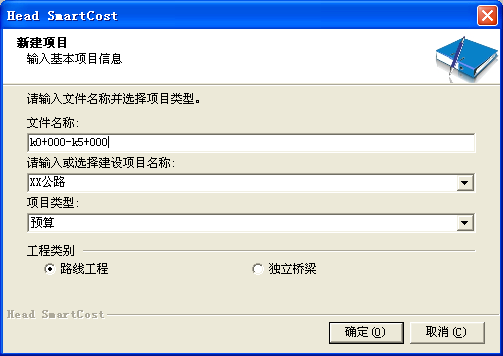 Head SmartCost
新建项目
输入基本项目信息
请输入文件名称并选择项目类型。
文件名称:
k0+000-k5+000
请输入或选择建设项目名称:
XX公路
项目类型:
预算
工程类别
路线工程 独立桥梁
Head SmartCost
确定(O) 取消(C)